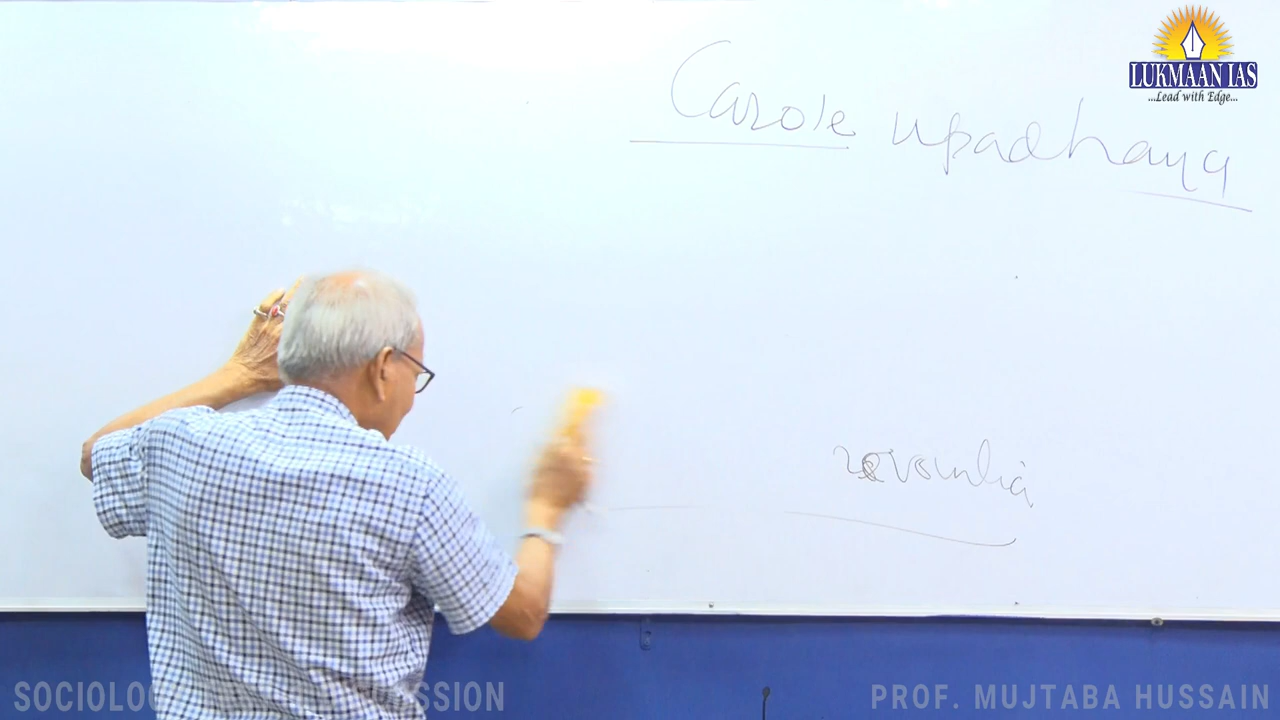 LUKMAAN IAS
...Lead with Edge...
Carole upadhaya
PROF. MUJTABA HUSSAIN